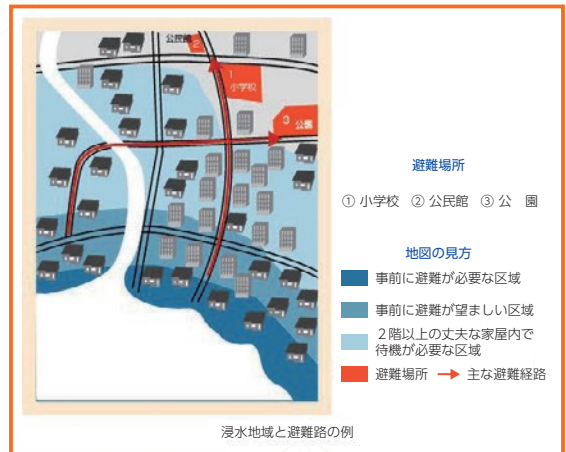 公民館
2
1
小学校
3 公園
避難場所
① 小学校 ② 公民館 ③ 公 園
地図の見方
事前に避難が必要な区域
事前に避難が望ましい区域
2階以上の丈夫な家屋内で
待機が必要な区域
避難場所 → 主な避難経路
浸水地域と避難路の例